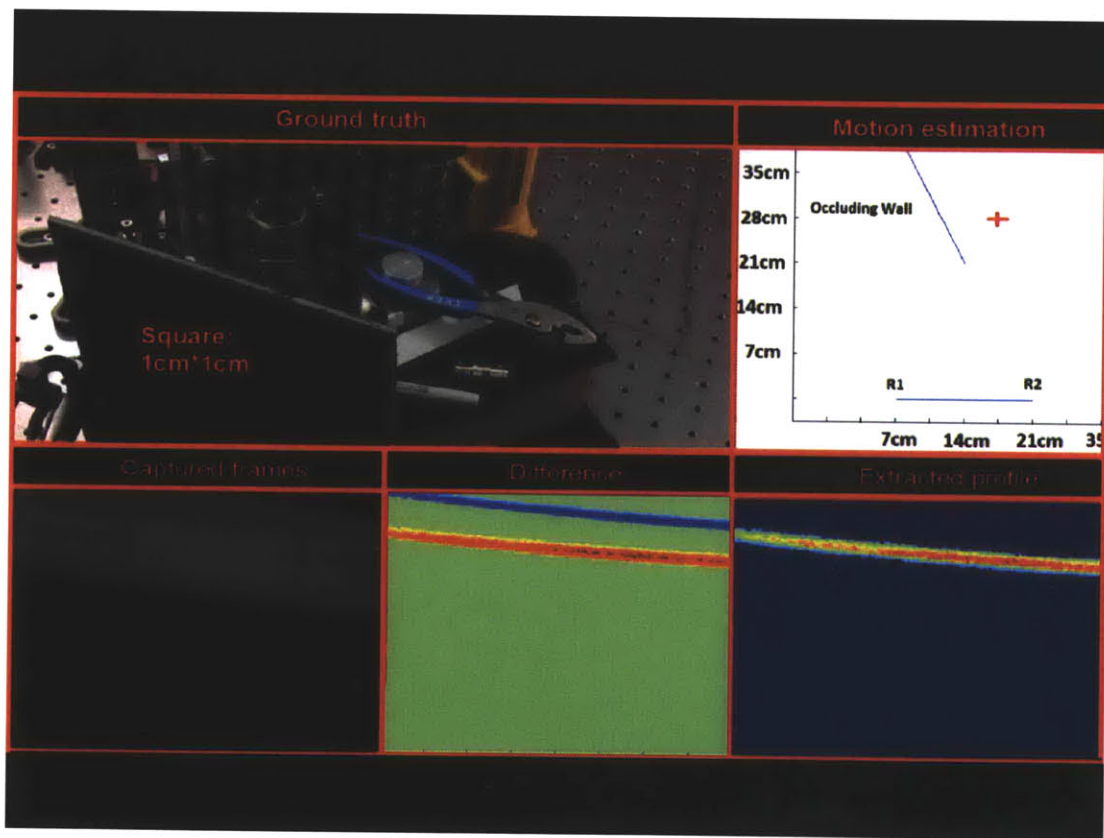 Ground truth
Motion estimation
Square:
1cm*1cm
35cm
28cm
21cm
14cm
7cm
Occluding Wall
R1
R2
7cm
14cm
21cm
35
Captured frames
Difference
Extracted profile